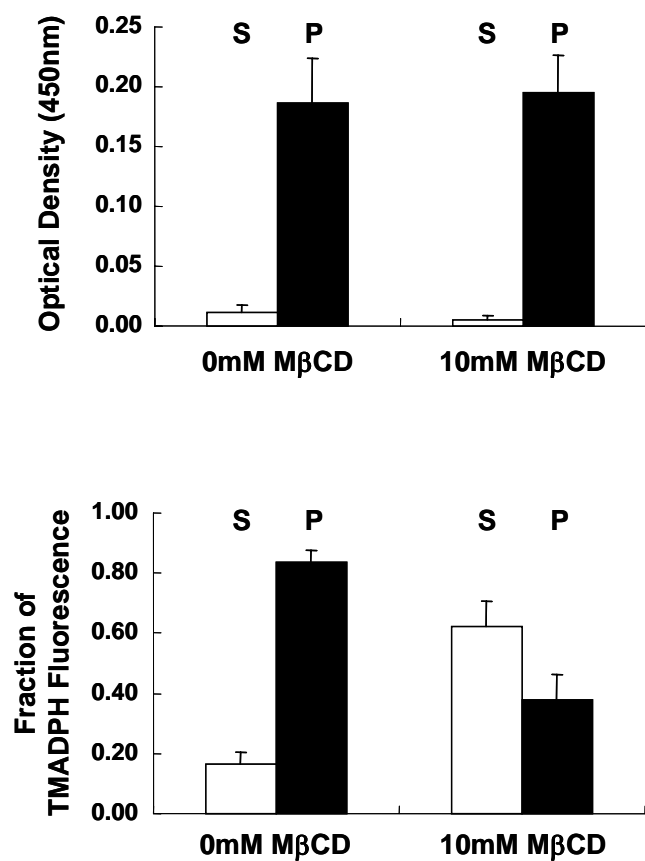 Optical Density (450nm)
0.25
0.20
0.15
0.10
0.05
0.00
S P S P
0mM MβCD 10mM MβCD
Fraction of
TMADPH Fluorescence
1.00
0.80
0.60
0.40
0.20
0.00
S P S P
0mM MβCD 10mM MβCD